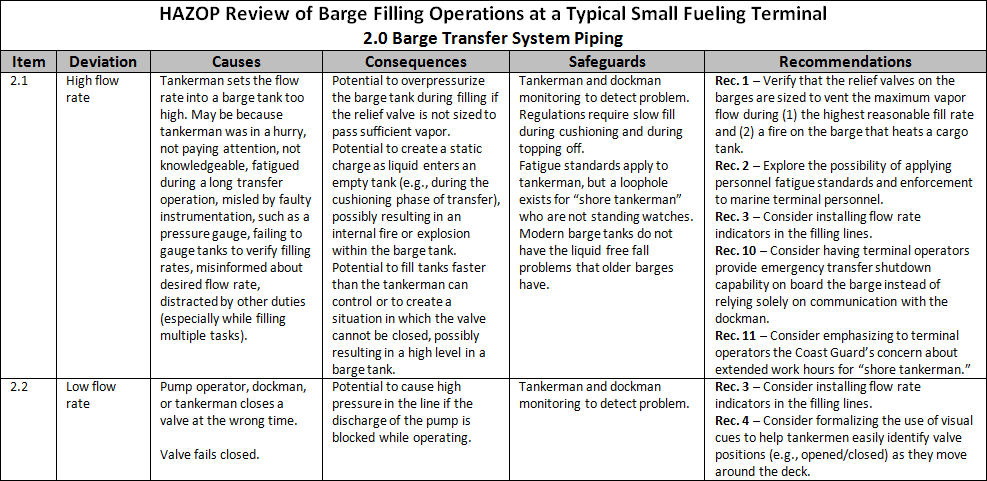 HAZOP Review of Barge Filling Operations at a Typical Small Fueling Terminal
2.0 Barge Transfer System Piping
Item Deviation Causes Consequences Safeguards Recommendations
2.1
High flow
rate
Tankerman sets the flow
rate into a barge tank too
high. May be because
tankerman was in a hurry,
not paying attention, not
knowledgeable, fatigued
during a long transfer
operation, misled by faulty
instrumentation, such as a
pressure gauge, failing to
gauge tanks to verify filling
rates, misinformed about
desired flow rate,
distracted by other duties
(especially while filling
multiple tasks).
Potential to overpressurize
the barge tank during filling if
the relief valve is not sized to
pass sufficient vapor.
Potential to create a static
charge as liquid enters an
empty tank (e.g., during the
cushioning phase of transfer),
possibly resulting in an
internal fire or explosion
within the barge tank.
Potential to fill tanks faster
than the tankerman can
control or to create a
situation in which the valve
cannot be closed, possibly
resulting in a high level in a
barge tank.
Tankerman and dockman
monitoring to detect problem.
Regulations require slow fill
during cushioning and during
topping off.
Fatigue standards apply to
tankerman, but a loophole
exists for “shore tankerman”
who are not standing watches.
Modern barge tanks do not
have the liquid free fall
problems that older barges
have.
Rec. 1 – Verify that the relief valves on the
barges are sized to vent the maximum vapor
flow during (1) the highest reasonable fill rate
and (2) a fire on the barge that heats a cargo
tank.
Rec. 2 – Explore the possibility of applying
personnel fatigue standards and enforcement
to marine terminal personnel.
Rec. 3 – Consider installing flow rate
indicators in the filling lines.
Rec. 10 – Consider having terminal operators
provide emergency transfer shutdown
capability on board the barge instead of
relying solely on communication with the
dockman.
Rec. 11 – Consider emphasizing to terminal
operators the Coast Guard’s concern about
extended work hours for “shore tankerman.”
2.2
Low flow
rate
Pump operator, dockman,
or tankerman closes a
valve at the wrong time.
Valve fails closed.
Potential to cause high
pressure in the line if the
discharge of the pump is
blocked while operating.
Tankerman and dockman
monitoring to detect problem.
Rec. 3 – Consider installing flow rate
indicators in the filling lines.
Rec. 4 – Consider formalizing the use of visual
cues to help tankermen easily identify valve
positions (e.g., opened/closed) as they move
around the deck.